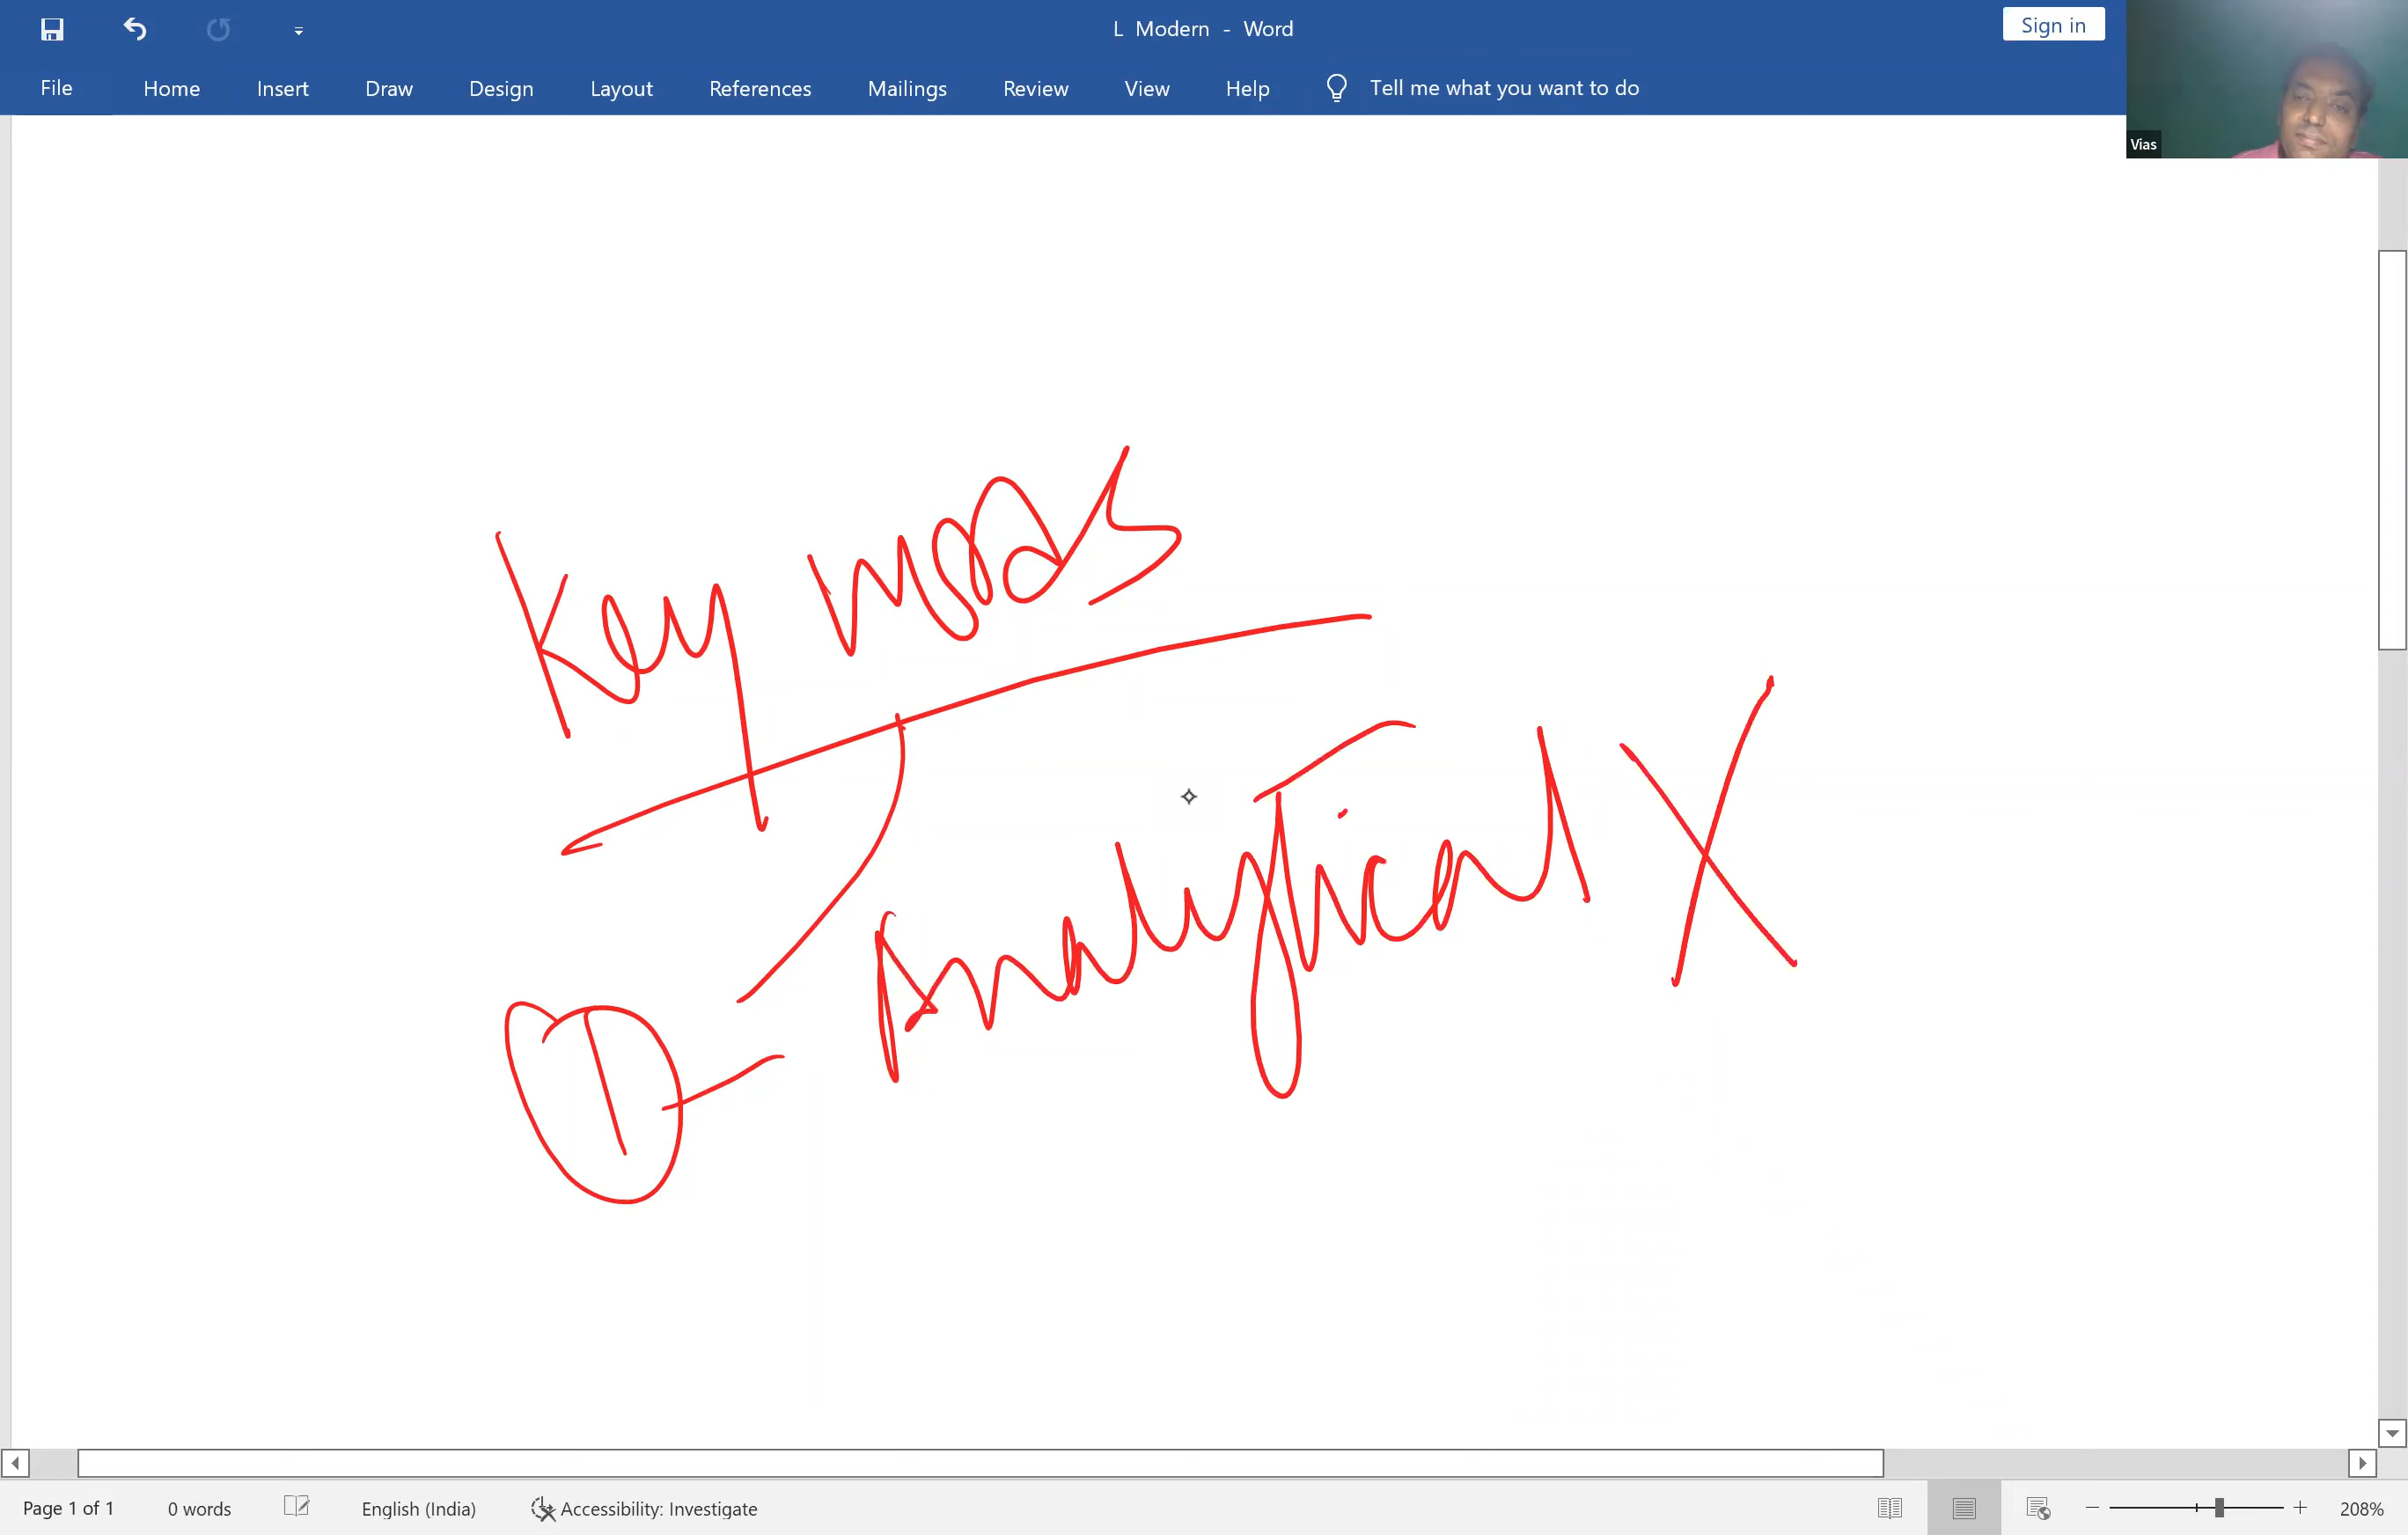 L Modern - Word
Sign in
File Home Insert Draw Design Layout References Mailings Review View Help Tell me what you want to do
Vias
Key
① - Analytical X
Page 1 of 1 0 words English (India) Accessibility: Investigate 208%